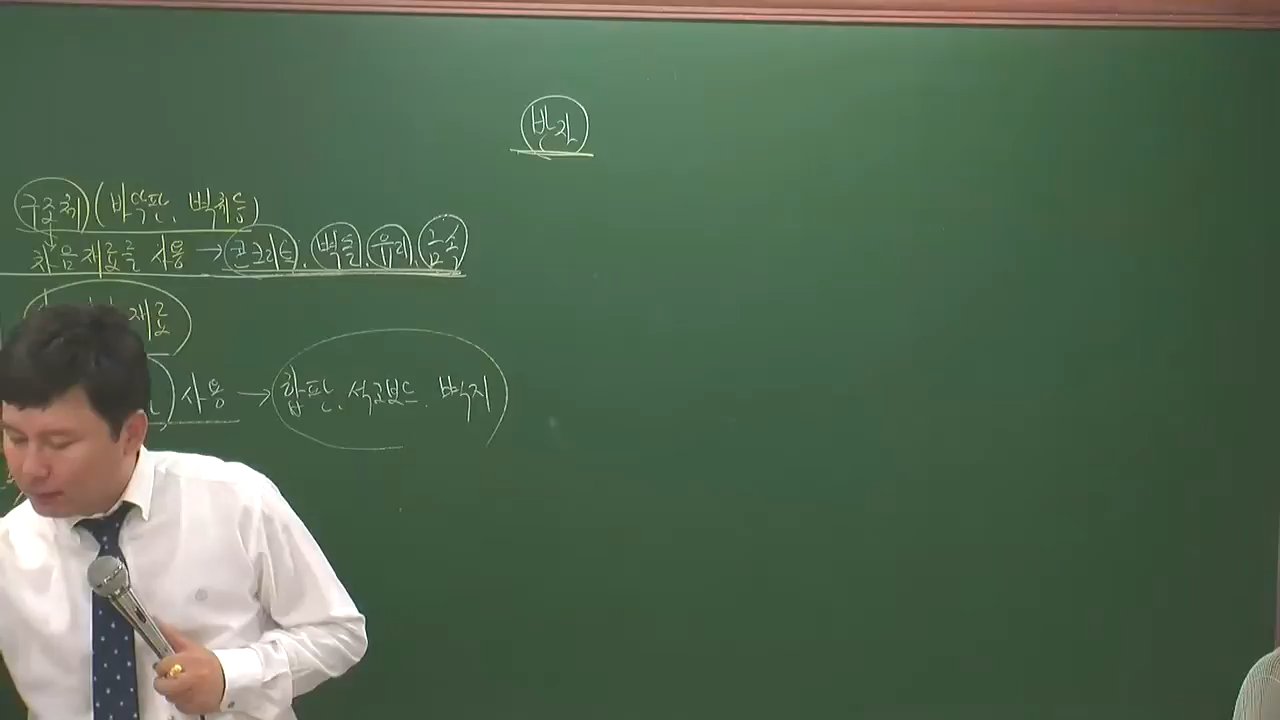 반자
구조체 (바닥판, 벽체등)
처음 재료를 사용 → 콘크리트, 벽돌, 유리, 금속
재료
사용 → 합판, 석고보드, 벽지